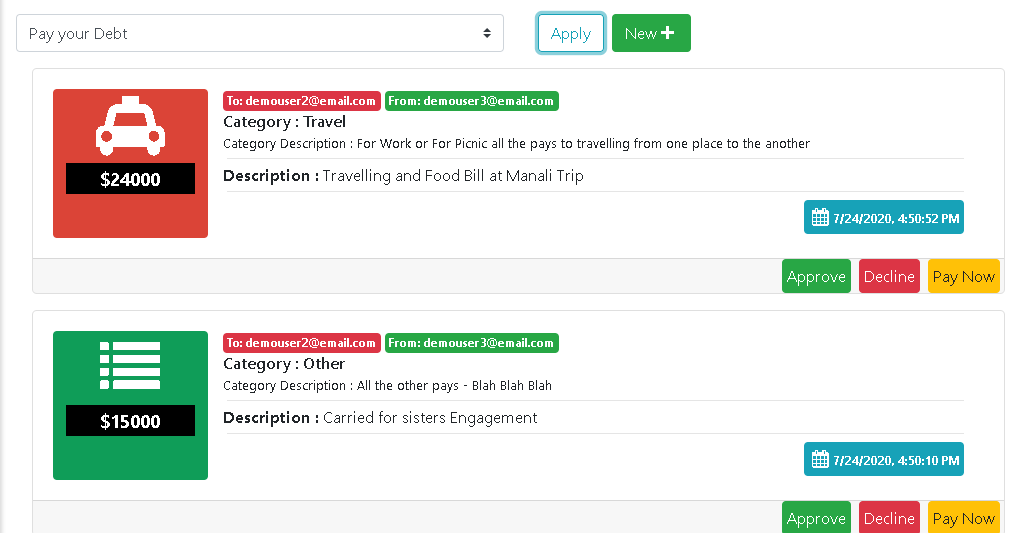 Pay your Debt Apply New
To: demouser2@email.com From: demouser3@email.com
Category : Travel
Category Description : For Work or For Picnic all the pays to travelling from one place to the another
$24000
Description : Travelling and Food Bill at Manali Trip
7/24/2020, 4:50:52 PM
Approve Decline Pay Now
To: demouser2@email.com From: demouser3@email.com
Category : Other
Category Description : All the other pays - Blah Blah Blah
$15000
Description : Carried for sisters Engagement
7/24/2020, 4:50:10 PM
Approve Decline Pay Now